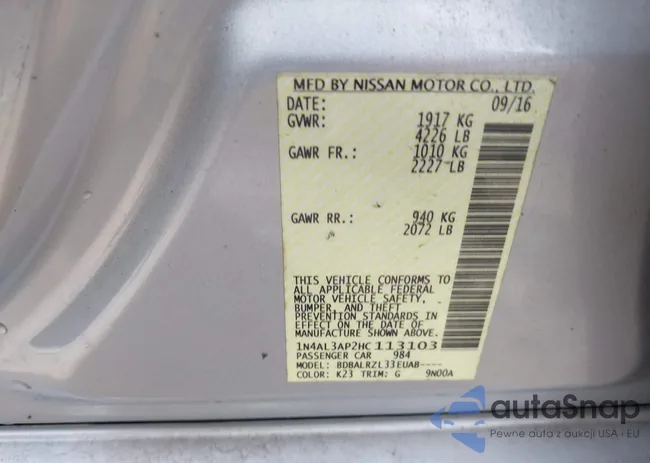 MFD BY NISSAN MOTOR CO., LTD.
DATE: 09/16
GVWR: 1917 KG
4226 LB
GAWR FR.: 1010 KG
2227 LB
GAWR RR.: 940 KG
2072 LB
THIS VEHICLE CONFORMS TO
ALL APPLICABLE FEDERAL
MOTOR VEHICLE SAFETY,
BUMPER, AND THEFT
PREVENTION STANDARDS IN
EFFECT ON THE DATE OF
MANUFACTURE SHOWN ABOVE.
1N4AL3AP2HC113103
PASSENGER CAR 984
MODEL: BDBALRZL33EUAB----
COLOR: K23 TRIM: G 9N00A
autaSnap
Pewne auta z aukcji USA i EU